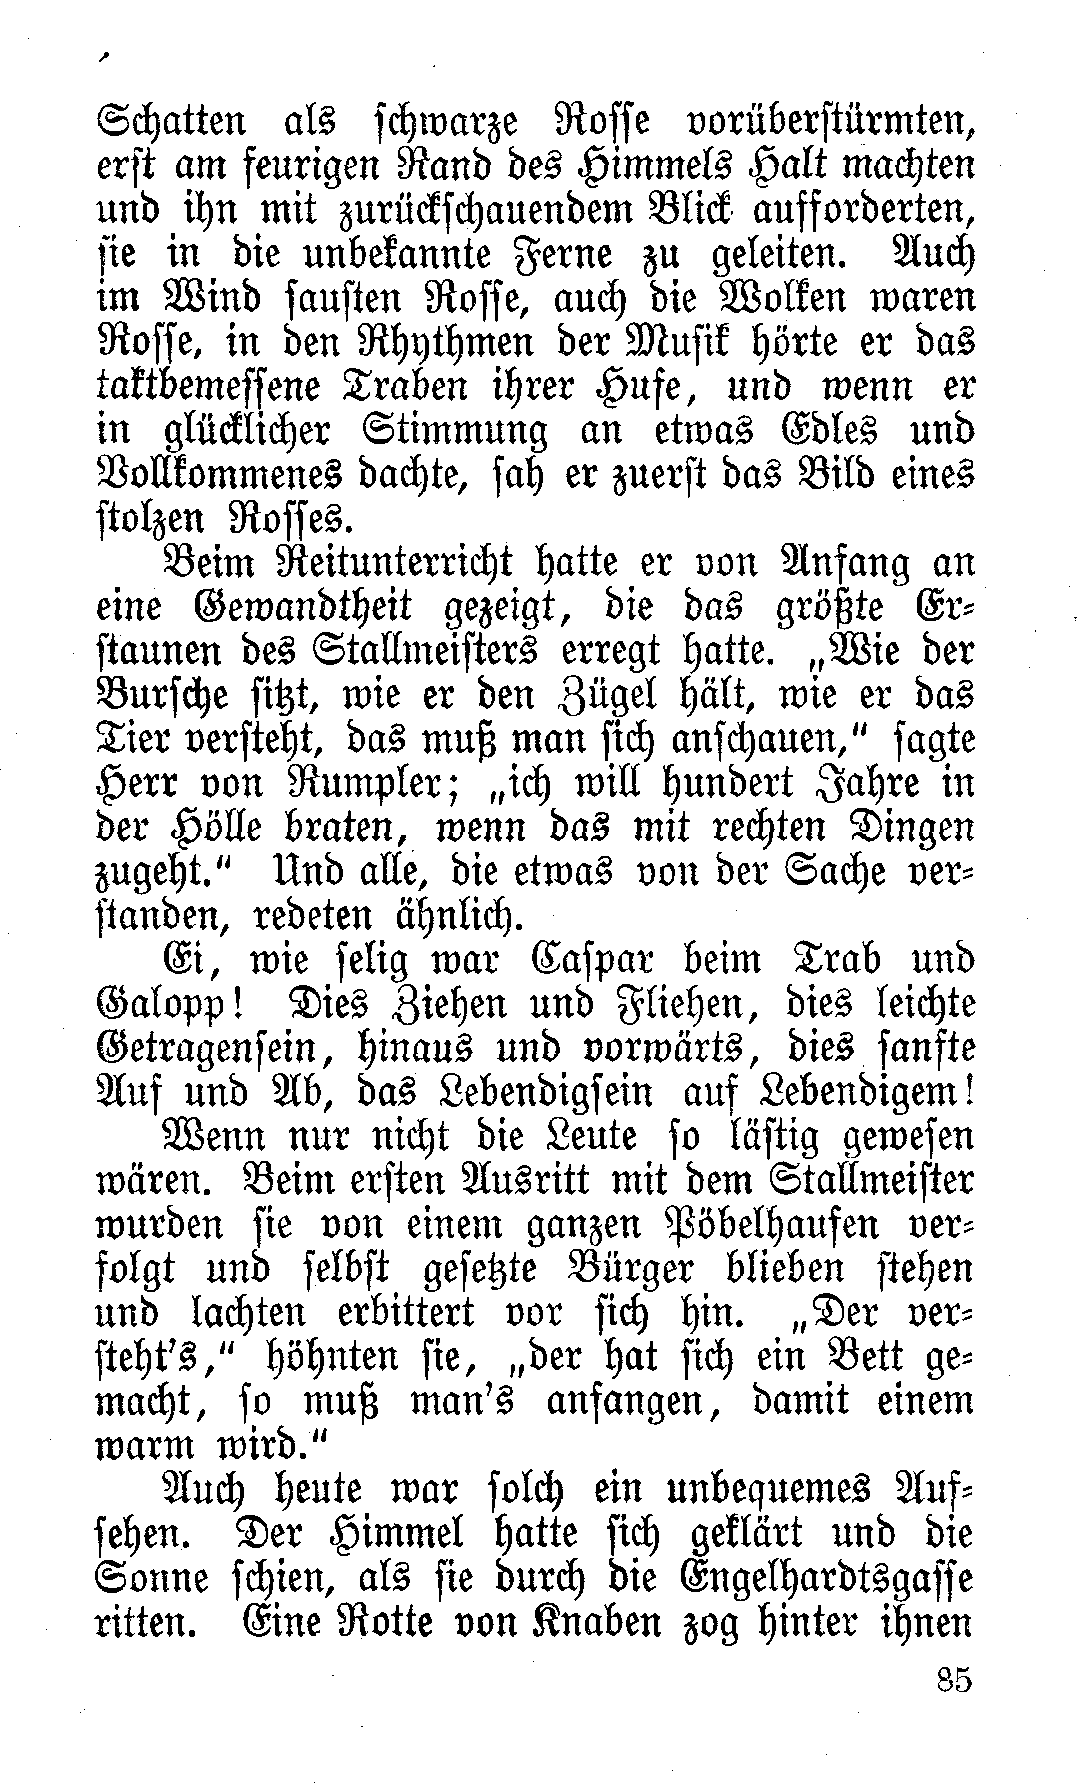 Schatten als schwarze Rosse vorüberstürmten,
erst am feurigen Rand des Himmels Halt machten
und ihn mit zurückschauendem Blick aufforderten,
sie in die unbekannte Ferne zu geleiten. Auch
im Wind sausten Rosse, auch die Wolken waren
Rosse, in den Rhythmen der Musik hörte er das
taktbemessene Traben ihrer Hufe, und wenn er
in glücklicher Stimmung an etwas Edles und
Vollkommenes dachte, sah er zuerst das Bild eines
stolzen Rosses.
Beim Reitunterricht hatte er von Anfang an
eine Gewandtheit gezeigt, die das größte Er-
staunen des Stallmeisters erregt hatte. „Wie der
Bursche sitzt, wie er den Zügel hält, wie er das
Tier versteht, das muß man sich anschauen,“ sagte
Herr von Rumpler; „ich will hundert Jahre in
der Hölle braten, wenn das mit rechten Dingen
zugeht.“ Und alle, die etwas von der Sache ver-
standen, redeten ähnlich.
Ei, wie selig war Caspar beim Trab und
Galopp! Dies Ziehen und Fliehen, dies leichte
Getragensein, hinaus und vorwärts, dies sanfte
Auf und Ab, das Lebendigsein auf Lebendigem!
Wenn nur nicht die Leute so lästig gewesen
wären. Beim ersten Ausritt mit dem Stallmeister
wurden sie von einem ganzen Pöbelhaufen ver-
folgt und selbst gesetzte Bürger blieben stehen
und lachten erbittert vor sich hin. „Der ver-
steht's,“ höhnten sie, „der hat sich ein Bett ge-
macht, so muß man's anfangen, damit einem
warm wird.“
Auch heute war solch ein unbequemes Auf-
sehen. Der Himmel hatte sich geklärt und die
Sonne schien, als sie durch die Engelhardtsgasse
ritten. Eine Rotte von Knaben zog hinter ihnen
85